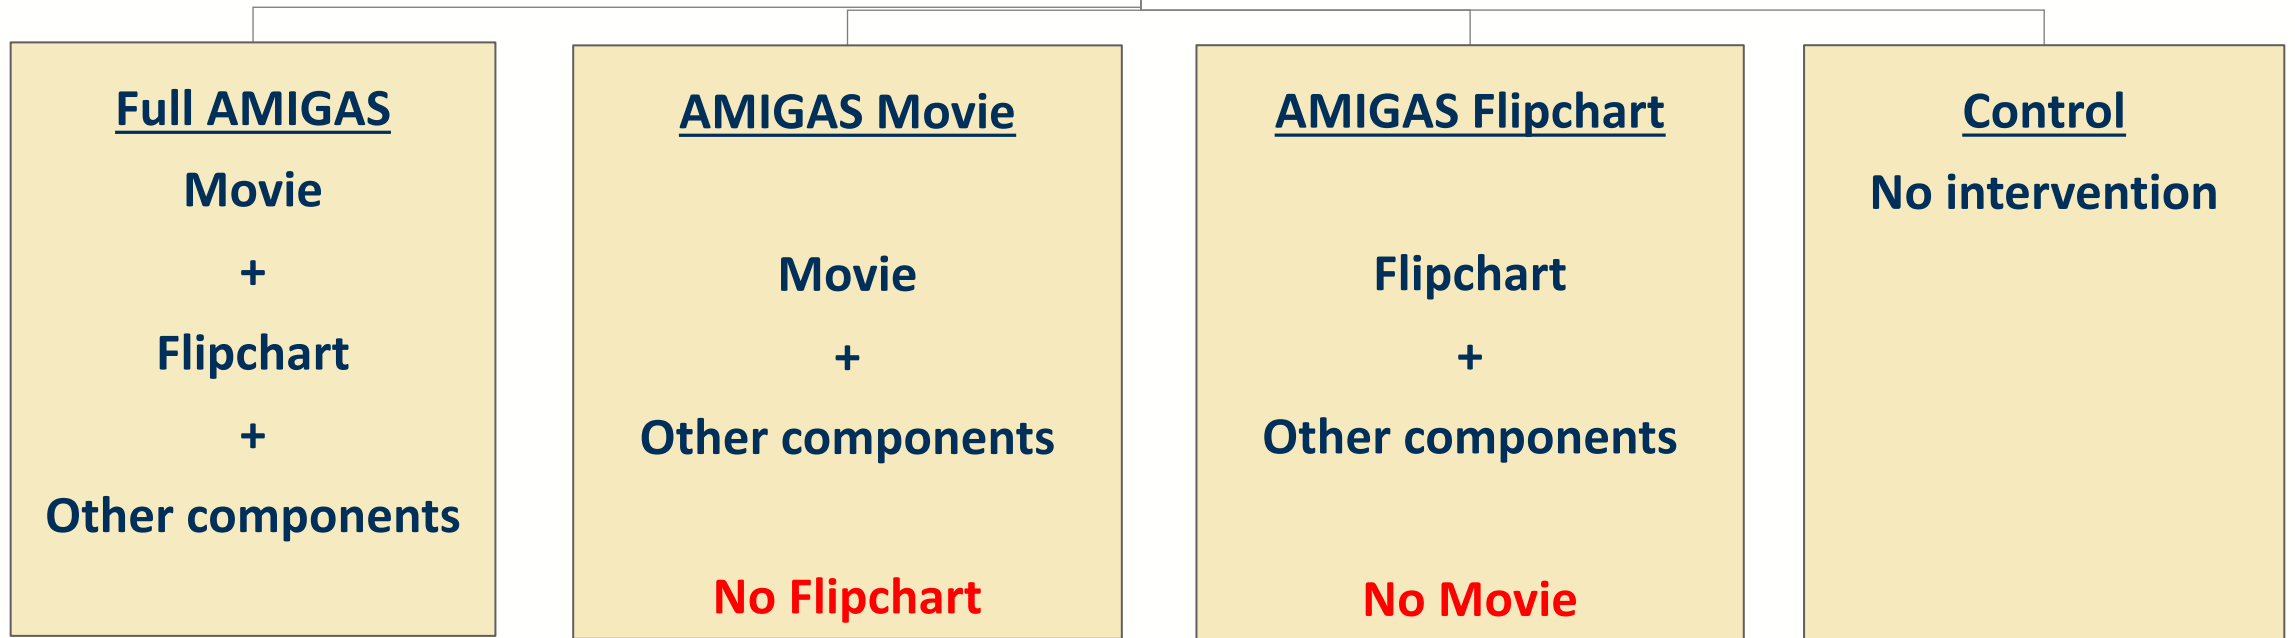 Full AMIGAS
Movie
+
Flipchart
+
Other components
AMIGAS Movie
Movie
+
Other components
No Flipchart
AMIGAS Flipchart
Flipchart
+
Other components
No Movie
Control
No intervention